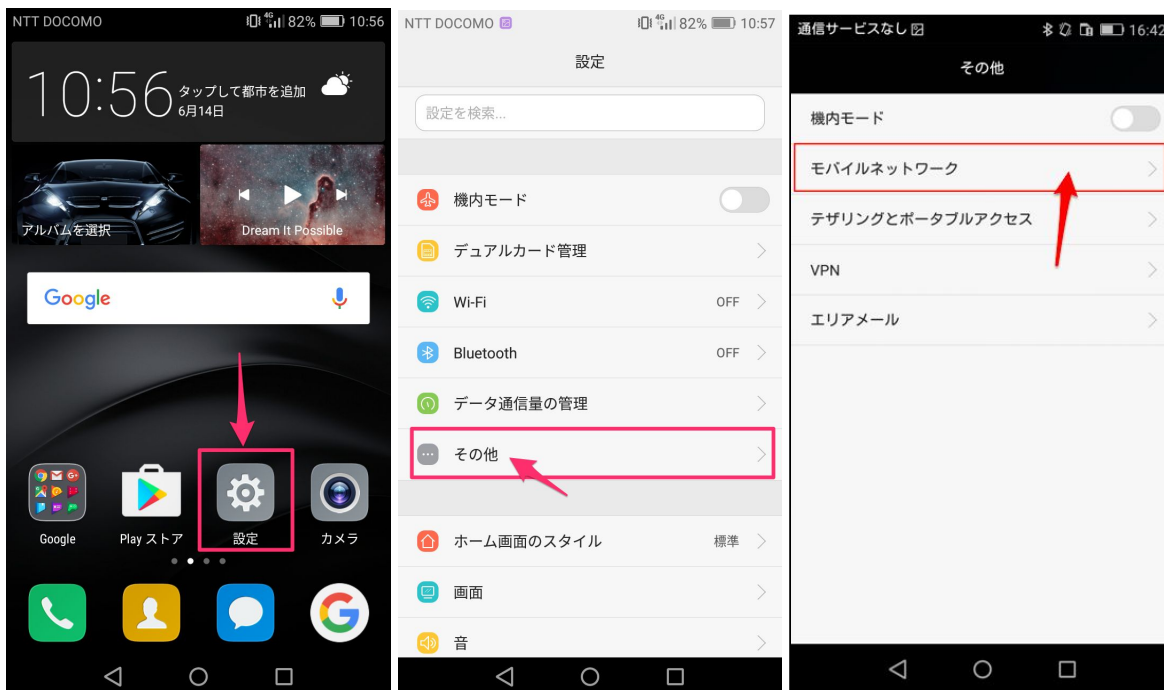 NTT DOCOMO 4G 82% 10:56
10:56
タップして都市を追加
6月14日
アルバムを選択
Dream It Possible
Google
Google
Play ストア
設定
カメラ
NTT DOCOMO 4G 82% 10:57
設定
設定を検索...
機内モード
デュアルカード管理
Wi-Fi OFF
Bluetooth OFF
データ通信量の管理
その他
ホーム画面のスタイル 標準
画面
音
通信サービスなし 16:42
その他
機内モード
モバイルネットワーク
テザリングとポータブルアクセス
VPN
エリアメール